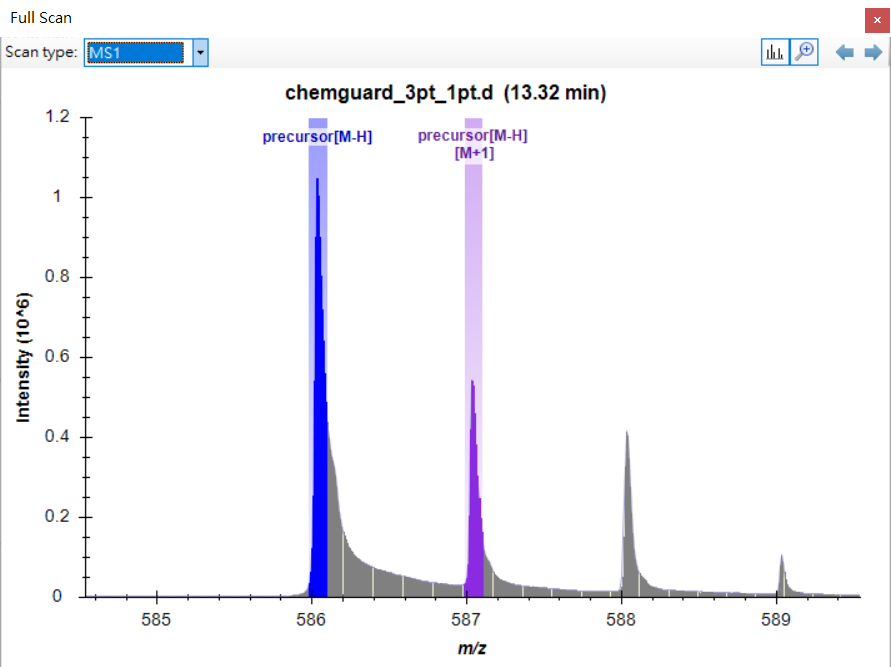 Full Scan
Scan type: MS1
chemguard_3pt_1pt.d (13.32 min)
1.2
precursor[M-H]
precursor[M-H]
[M+1]
1
0.8
Intensity (10^6)
0.6
0.4
0.2
0
585 586 587 588 589
m/z